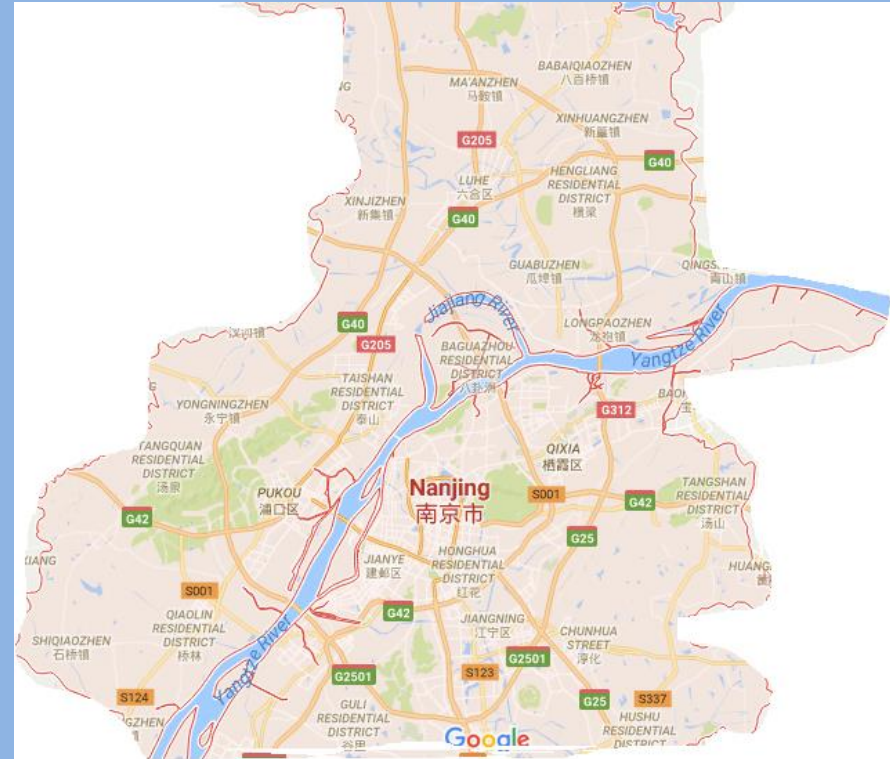 BABAIQIAOZHEN
八百桥镇
MA'ANZHEN
马鞍镇
XINHUANGZHEN
新篁镇
G205
G40
HENGLIANG
RESIDENTIAL
DISTRICT
横梁
LUHE
六合区
XINJIZHEN
新集镇
G40
GUABUZHEN
瓜埠镇
青山镇
Jiajiang River
G40
G205
LONGPAOZHEN
龙袍镇
Yangtze River
BAGUAZHOU
RESIDENTIAL
DISTRICT
八卦洲
TAISHAN
RESIDENTIAL
DISTRICT
泰山
YONGNINGZHEN
永宁镇
G312
TANGQUAN
RESIDENTIAL
DISTRICT
汤泉
QIXIA
栖霞区
PUKOU
浦口区
Nanjing
南京市
S001
G42
TANGSHAN
RESIDENTIAL
DISTRICT
汤山
G42
G25
JIANYE
建邺区
HONGHUA
RESIDENTIAL
DISTRICT
红花
S001
G42
QIAOLIN
RESIDENTIAL
DISTRICT
桥林
JIANGNING
江宁区
CHUNHUA
STREET
淳化
SHIQIAOZHEN
石桥镇
Yangtze River
G2501
G2501
S123
S124
G25
S337
GULI
RESIDENTIAL
DISTRICT
谷里
HUSHU
RESIDENTIAL
DISTRICT
Google